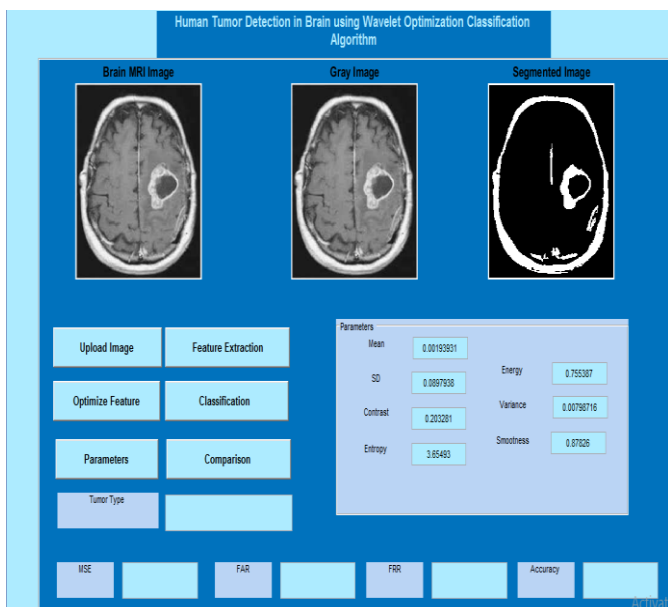 Human Tumor Detection in Brain using Wavelet Optimization Classification
Algorithm
Brain MRI Image
Gray Image
Segmented Image
Upload Image
Feature Extraction
Optimize Feature
Classification
Parameters
Comparison
Tumor Type
Parameters
Mean
0.00193931
SD
0.0897938
Contrast
0.203281
Entropy
3.65493
Energy
0.755387
Variance
0.00798716
Smootness
0.87826
MSE
FAR
FRR
Accuracy
Activat